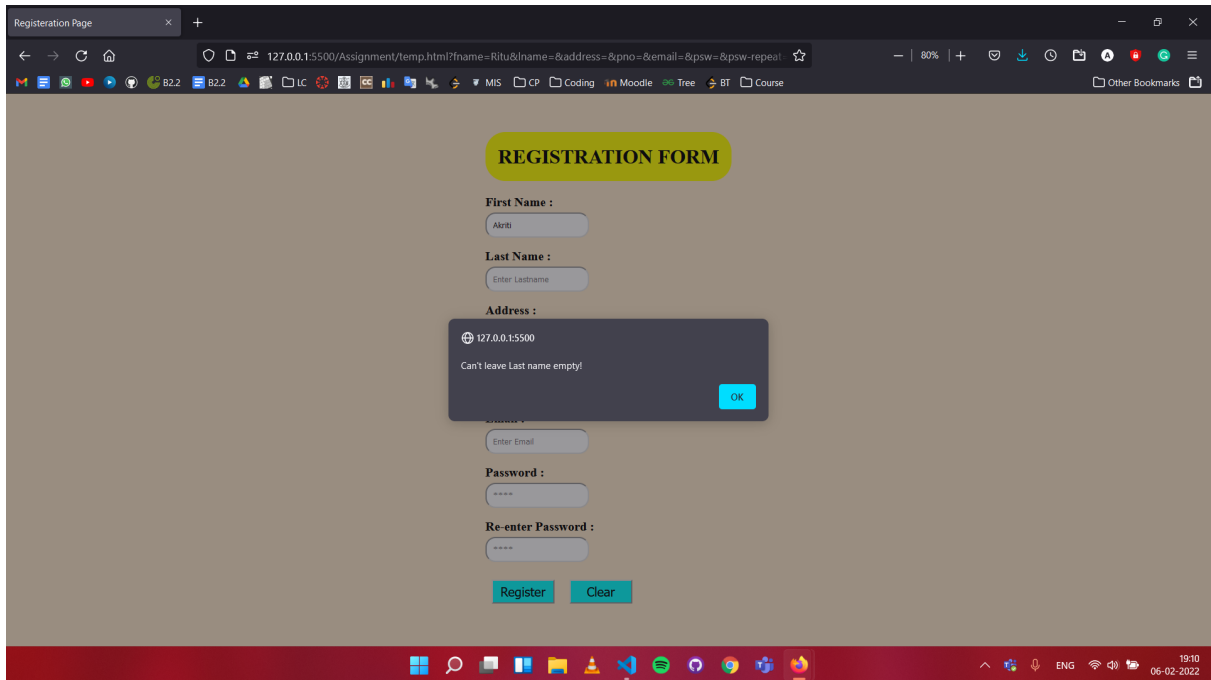 Registeration Page
127.0.0.1:5500/Assignment/temp.html?fname=Ritu&lname=&address=&pno=&email=&psw=&psw-repeat
80%
B2.2 B2.2 LC MIS CP Coding Moodle Tree BT Course Other Bookmarks
REGISTRATION FORM
First Name :
Akriti
Last Name :
Enter Lastname
Address :
127.0.0.1:5500
Can't leave Last name empty!
OK
Enter Email
Password :
****
Re-enter Password :
****
Register Clear
ENG
19:10
06-02-2022